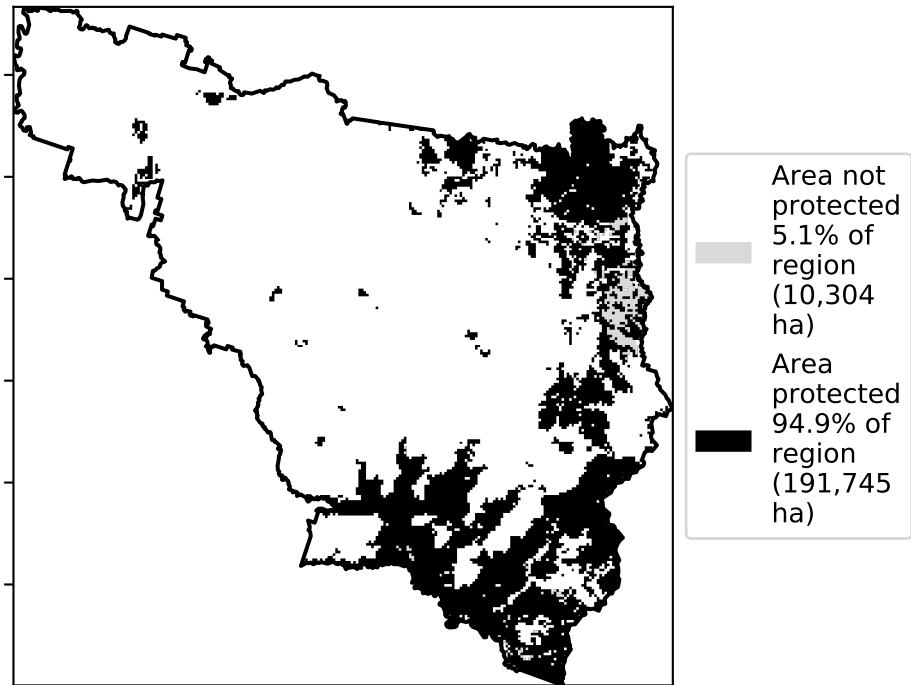 Area not
protected
5.1% of
region
(10,304
ha)
Area
protected
94.9% of
region
(191,745
ha)